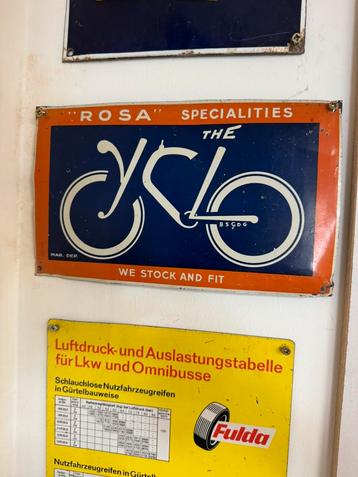 "ROSA" SPECIALITIES
THE
CYCLO
BSGDG
MAR. DEP.
WE STOCK AND FIT
Luftdruck- und Auslastungstabelle
für Lkw und Omnibusse
Schlauchlose Nutzfahrzeugreifen
in Gürtelbauweise
Fulda
Nutzfahrzeugreifen in Gürtel